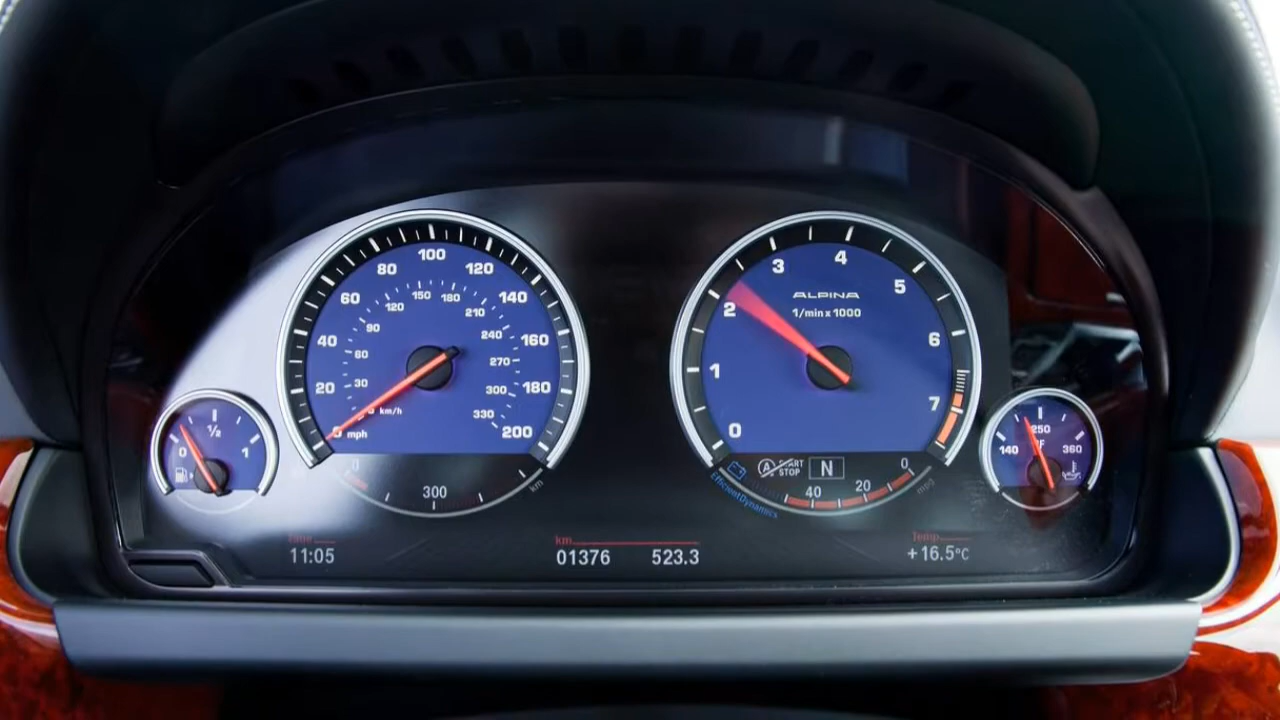 100
80 120
60 140
40 160
20 180
0 mph 200
150 180
120 210
90 240
60 270
30 300
km/h 330
3 4
2 5
1 6
0 7
ALPINA
1/min x 1000
0 1/2 1
250
140 °F 360
0 300 km
START
STOP
N
EfficientDynamics
40 20 0
mpg
km
11:05
01376 523.3
Temp.
+16.5°C